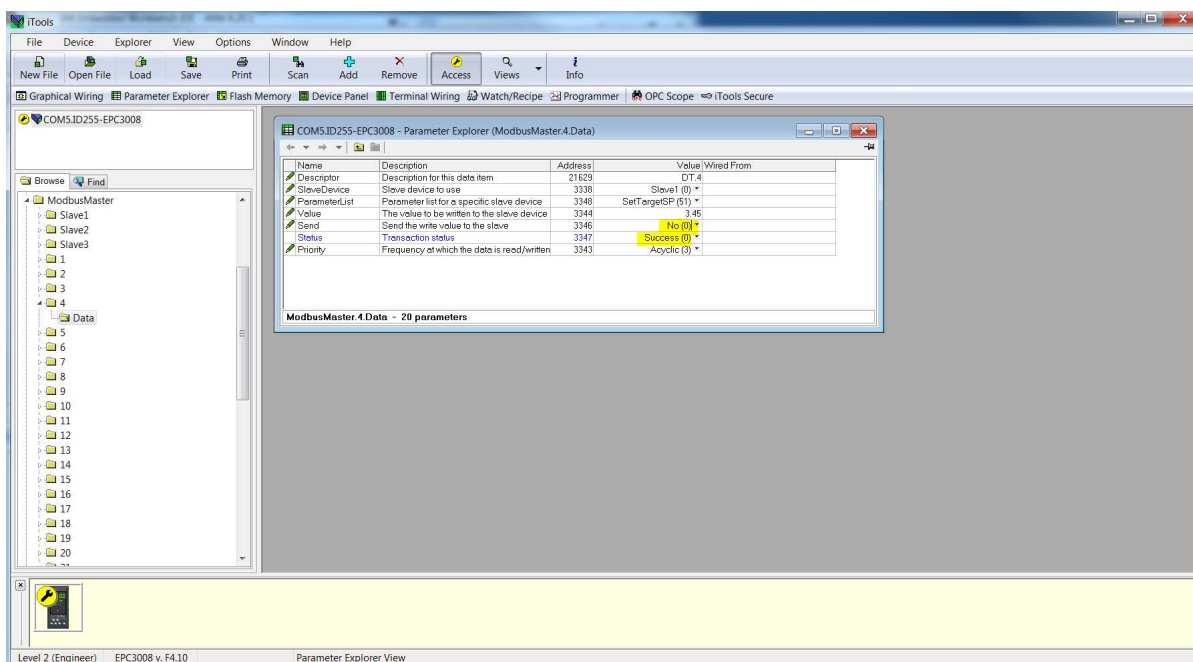 iTools
File Device Explorer View Options Window Help
New File Open File Load Save Print Scan Add Remove Access Views Info
Graphical Wiring Parameter Explorer Flash Memory Device Panel Terminal Wiring Watch/Recipe Programmer OPC Scope iTools Secure
COM5.ID255-EPC3008
COM5.ID255-EPC3008 - Parameter Explorer (ModbusMaster.4.Data)
Browse Find
ModbusMaster
Slave1
Slave2
Slave3
1
2
3
4
Data
5
6
7
8
9
10
11
12
13
14
15
16
17
18
19
20
Name Description Address Value Wired From
Descriptor Description for this data item 21629 DT.4
SlaveDevice Slave device to use 3338 Slave1 (0)
ParameterList Parameter list for a specific slave device 3348 SetTargetSP (51)
Value The value to be written to the slave device 3344 3.45
Send Send the write value to the slave 3346 No (0)
Status Transaction status 3347 Success (0)
Priority Frequency at which the data is read/written 3343 Acyclic (3)
ModbusMaster.4.Data - 20 parameters
Level 2 (Engineer) EPC3008 v. F4.10 Parameter Explorer View